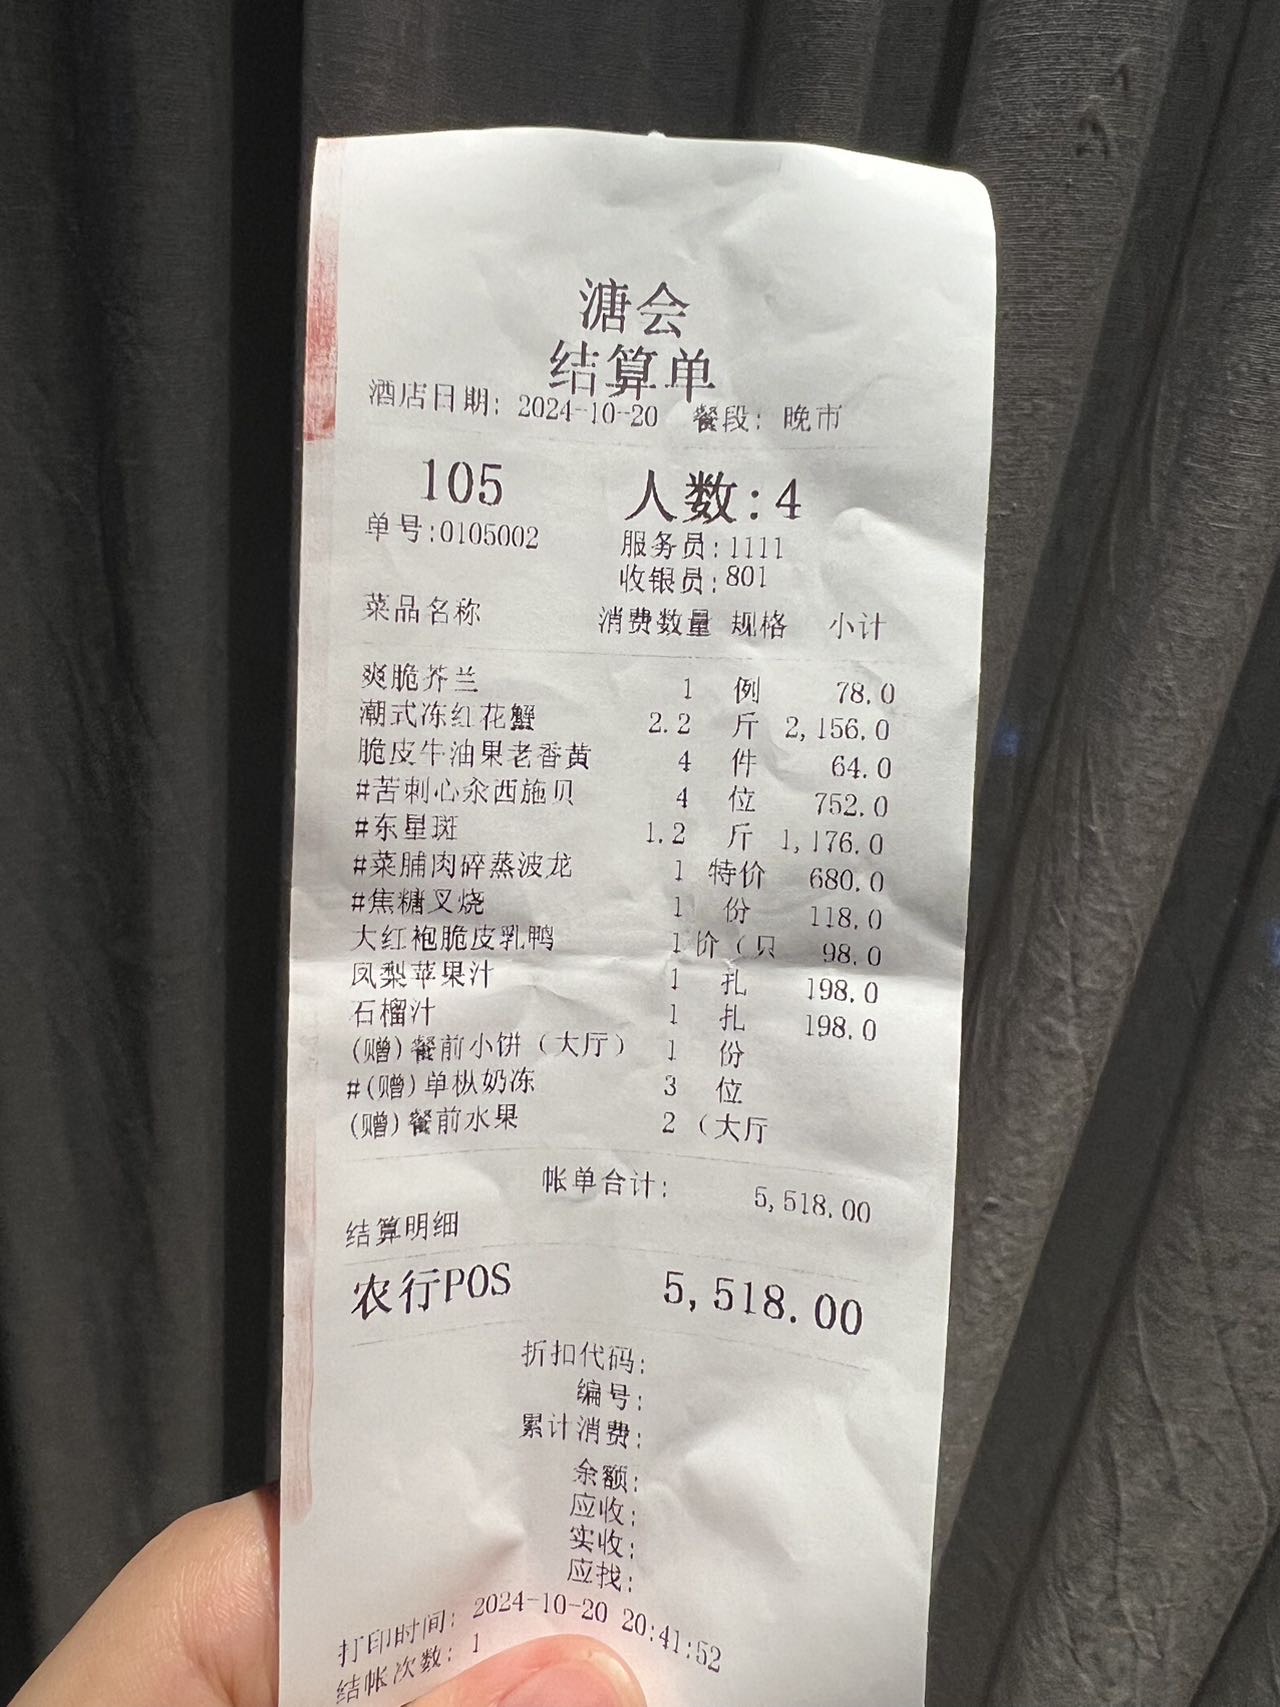 溏会
结算单
酒店日期: 2024-10-20 餐段: 晚市
105 人数:4
单号:0105002 服务员:1111
收银员:801
菜品名称 消费数量 规格 小计
爽脆芥兰 1 例 78.0
潮式冻红花蟹 2.2 斤 2,156.0
脆皮牛油果老香黄 4 件 64.0
#苦刺心汆西施贝 4 位 752.0
#东星斑 1.2 斤 1,176.0
#菜脯肉碎蒸波龙 1 特价 680.0
#焦糖叉烧 1 份 118.0
大红袍脆皮乳鸭 1 价（只 98.0
凤梨苹果汁 1 扎 198.0
石榴汁 1 扎 198.0
(赠)餐前小饼（大厅） 1 份
#(赠)单枞奶冻 3 位
(赠)餐前水果 2 （大厅
帐单合计: 5,518.00
结算明细
农行POS 5,518.00
折扣代码:
编号:
累计消费:
余额:
应收:
实收:
应找:
打印时间: 2024-10-20 20:41:52
结帐次数: 1